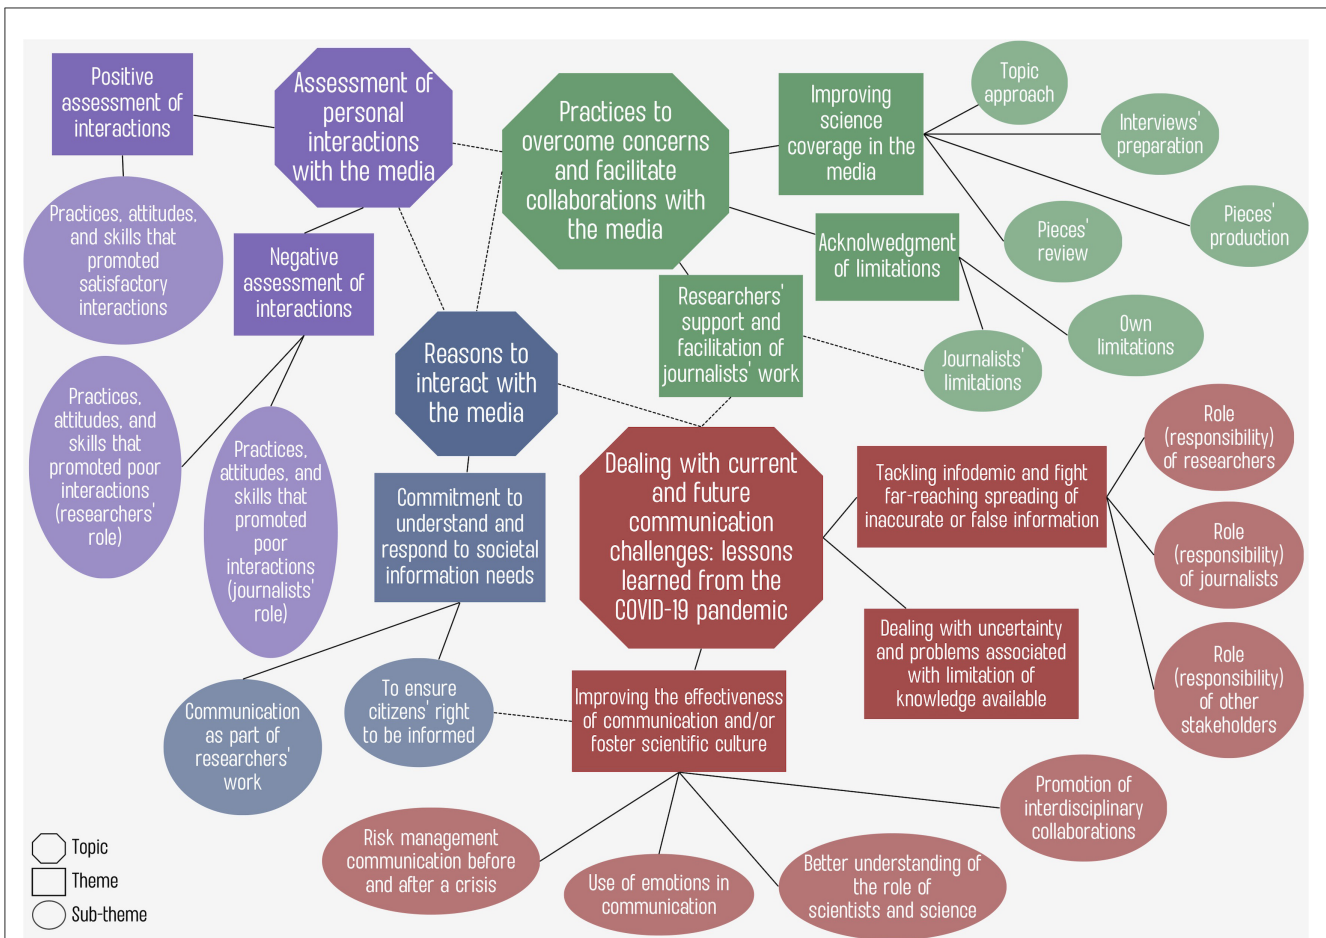 Positive
assessment of
interactions
Assessment of
personal
interactions
with the media
Practices to
overcome concerns
and facilitate
collaborations with
the media
Improving
science
coverage in the
media
Topic
approach
Interviews'
preparation
Pieces'
production
Pieces'
review
Practices, attitudes,
and skills that
promoted
satisfactory
interactions
Negative
assessment of
interactions
Acknolwedgment
of limitations
Own
limitations
Journalists'
limitations
Researchers'
support and
facilitation of
journalists' work
Reasons to
interact with
the media
Practices,
attitudes, and
skills that
promoted poor
interactions
(researchers'
role)
Practices,
attitudes, and
skills that
promoted
poor
interactions
(journalists'
role)
Commitment to
understand and
respond to societal
information needs
Dealing with current
and future
communication
challenges: lessons
learned from the
COVID-19 pandemic
Tackling infodemic and fight
far-reaching spreading of
inaccurate or false information
Role
(responsibility)
of researchers
Role
(responsibility)
of journalists
Role
(responsibility)
of other
stakeholders
Dealing with uncertainty
and problems associated
with limitation of
knowledge available
Communication
as part of
researchers'
work
To ensure
citizens' right
to be informed
Improving the effectiveness
of communication and/or
foster scientific culture
Promotion of
interdisciplinary
collaborations
Risk management
communication before
and after a crisis
Use of emotions in
communication
Better understanding of
the role of
scientists and science
Topic
Theme
Sub-theme